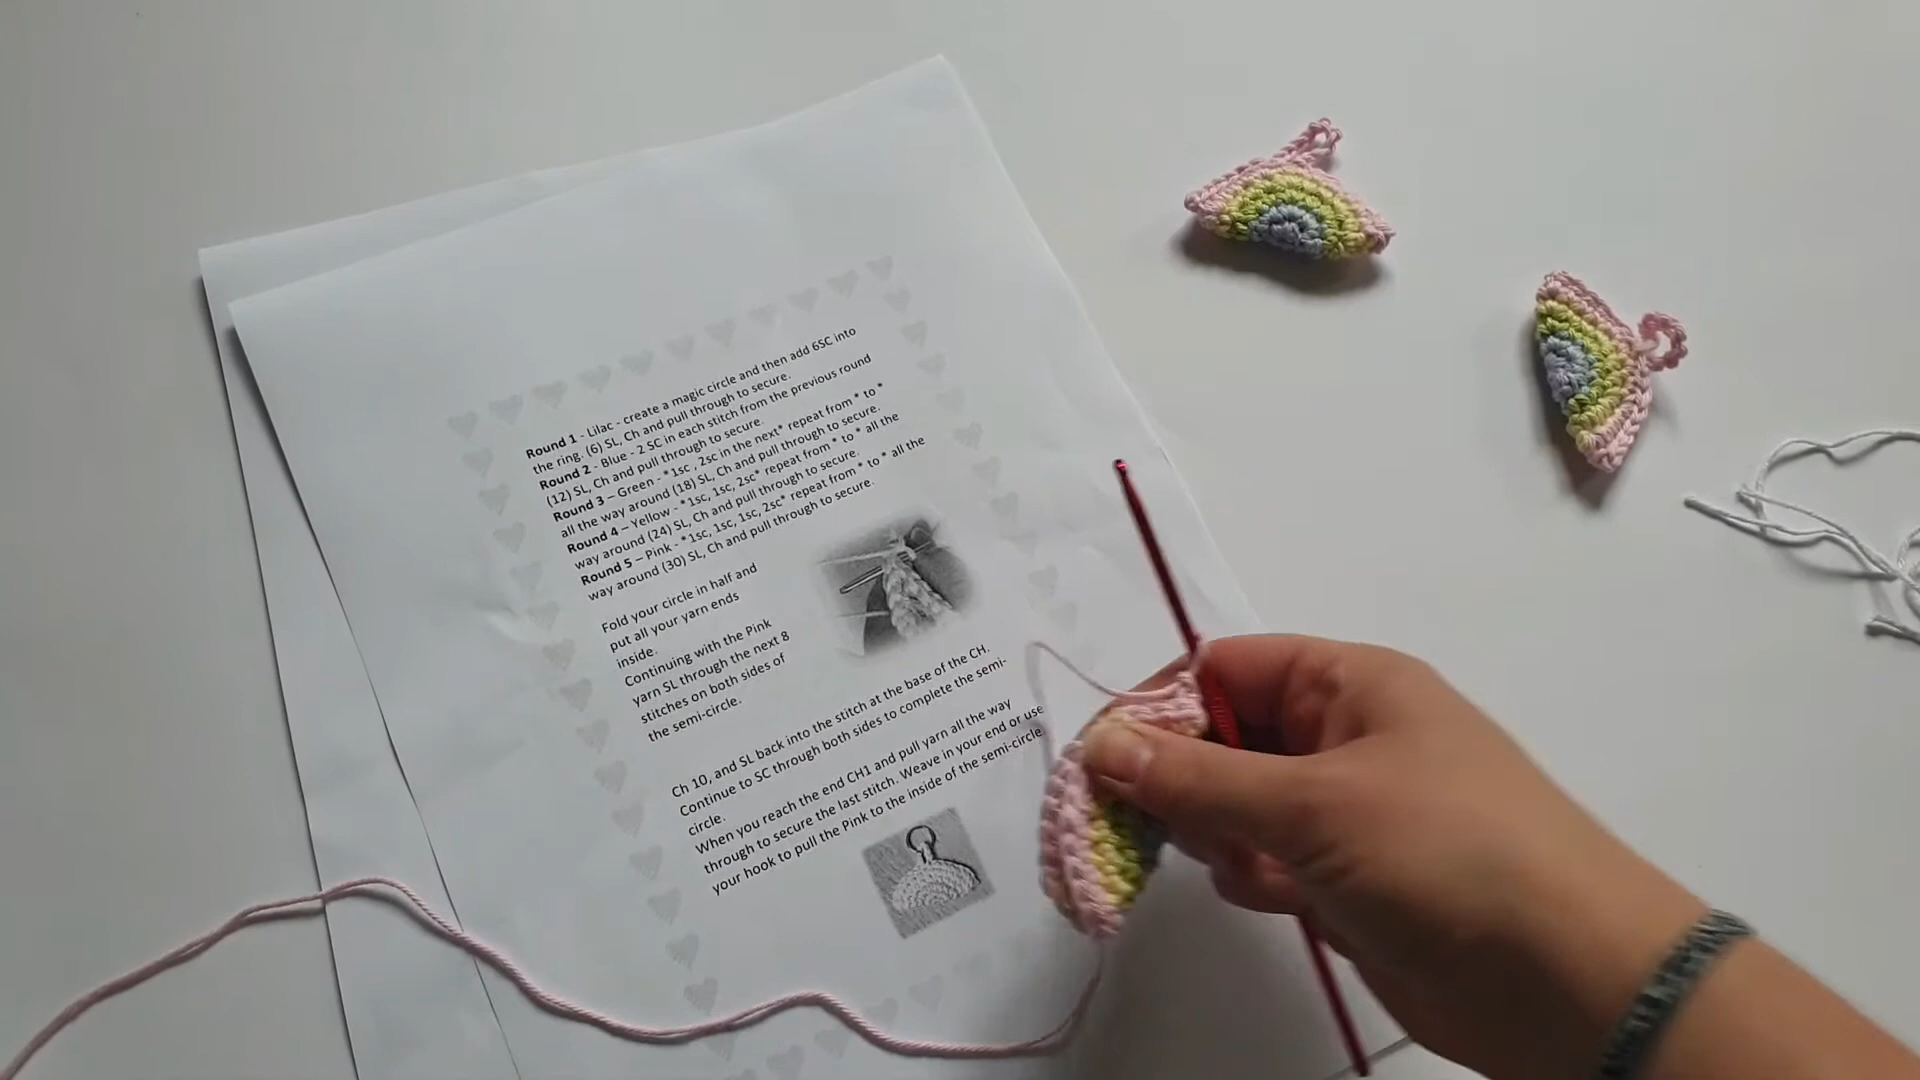 Round 1 - Lilac - create a magic circle and then add 6SC into
the ring. (6) SL, Ch and pull through to secure.
Round 2 - Blue - 2 SC in each stitch from the previous round
(12) SL, Ch and pull through to secure.
Round 3 – Green - *1sc , 2sc in the next* repeat from * to *
all the way around (18) SL, Ch and pull through to secure.
Round 4 – Yellow - *1sc, 1sc, 2sc* repeat from * to * all the
way around (24) SL, Ch and pull through to secure.
Round 5 – Pink - *1sc, 1sc, 1sc, 2sc* repeat from * to * all the
way around (30) SL, Ch and pull through to secure.
Fold your circle in half and
put all your yarn ends
inside.
Continuing with the Pink
yarn SL through the next 8
stitches on both sides of
the semi-circle.
Ch 10, and SL back into the stitch at the base of the CH.
Continue to SC through both sides to complete the semi-
circle.
When you reach the end CH1 and pull yarn all the way
through to secure the last stitch. Weave in your end or use
your hook to pull the Pink to the inside of the semi-circle